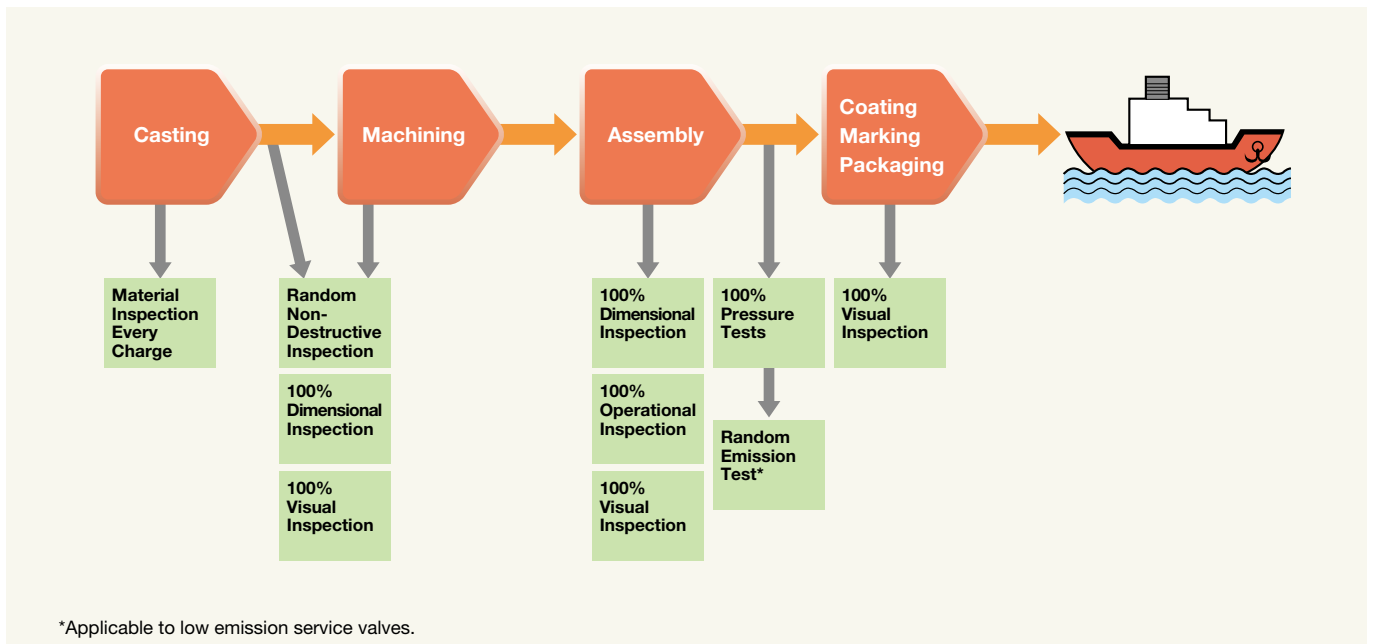 Casting
Machining
Assembly
Coating
Marking
Packaging
Material
Inspection
Every
Charge
Random
Non-
Destructive
Inspection
100%
Dimensional
Inspection
100%
Visual
Inspection
100%
Dimensional
Inspection
100%
Operational
Inspection
100%
Visual
Inspection
100%
Pressure
Tests
Random
Emission
Test*
100%
Visual
Inspection
*Applicable to low emission service valves.